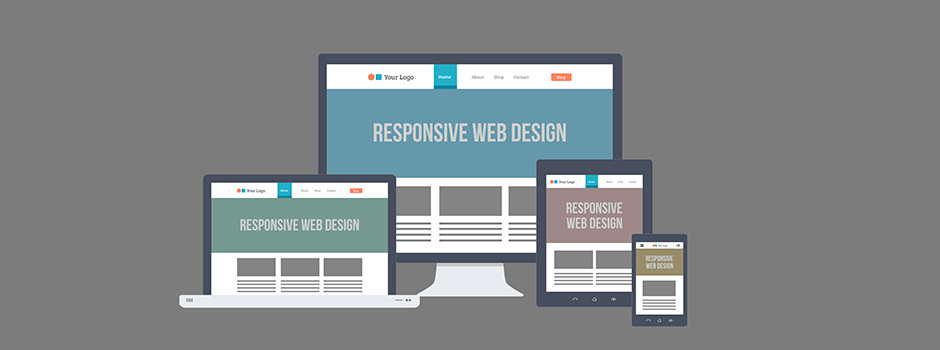 Your Logo Home About Shop Contact Blog
RESPONSIVE WEB DESIGN
Your Logo Home About Shop Contact Blog
RESPONSIVE WEB DESIGN
Your Logo Home About Shop Contact
RESPONSIVE
WEB DESIGN
Your Logo
RESPONSIVE
WEB DESIGN